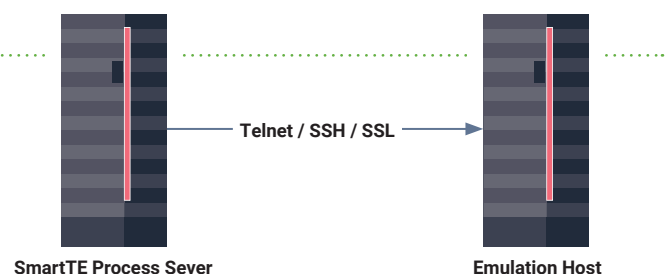 Telnet / SSH / SSL
SmartTE Process Sever
Emulation Host